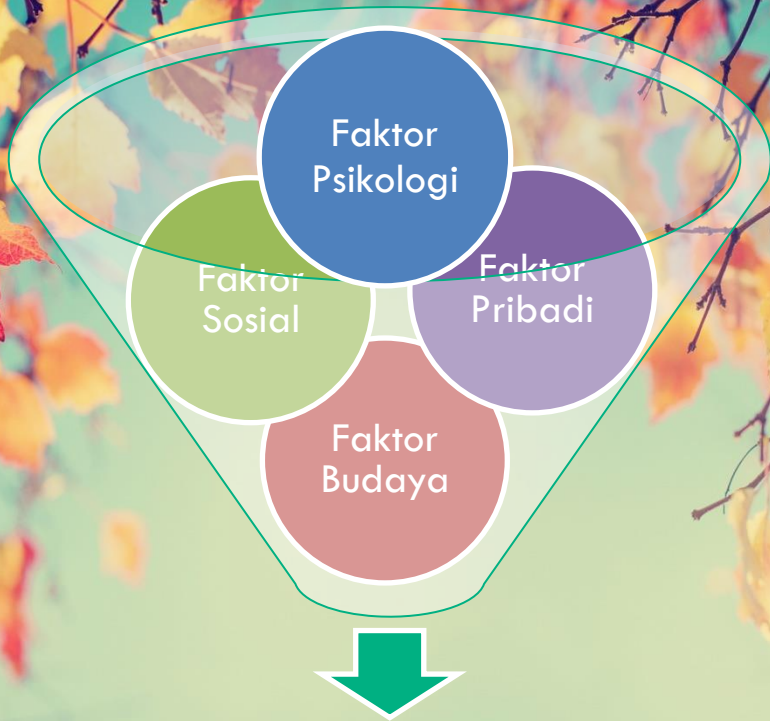 Faktor
Psikologi
Faktor
Sosial
Faktor
Pribadi
Faktor
Budaya